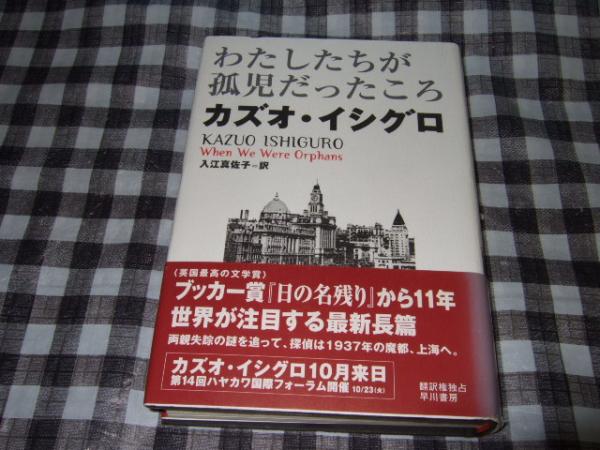 わたしたちが
孤児だったころ
カズオ・イシグロ
KAZUO ISHIGURO
When We Were Orphans
入江真佐子=訳
〈英国最高の文学賞〉
ブッカー賞『日の名残り』から11年
世界が注目する最新長篇
両親失踪の謎を追って、探偵は1937年の魔都、上海へ。
カズオ・イシグロ10月来日
第14回ハヤカワ国際フォーラム開催 10/23(火)
翻訳権独占
早川書房